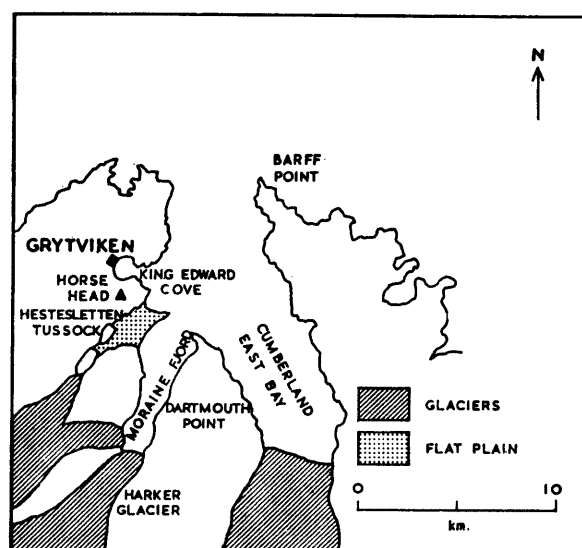 N
BARFF
POINT
GRYTVIKEN
KING EDWARD
COVE
HORSE
HEAD
HESTESLETTEN
TUSSOCK
MORAINE FJORD
CUMBERLAND
EAST BAY
DARTMOUTH
POINT
GLACIERS
FLAT PLAIN
HARKER
GLACIER
0 10
km.